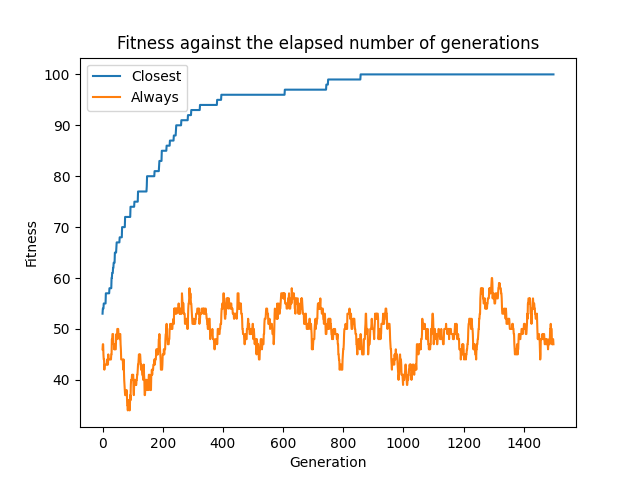 Fitness against the elapsed number of generations
Closest
Always
Fitness
100
90
80
70
60
50
40
0 200 400 600 800 1000 1200 1400
Generation